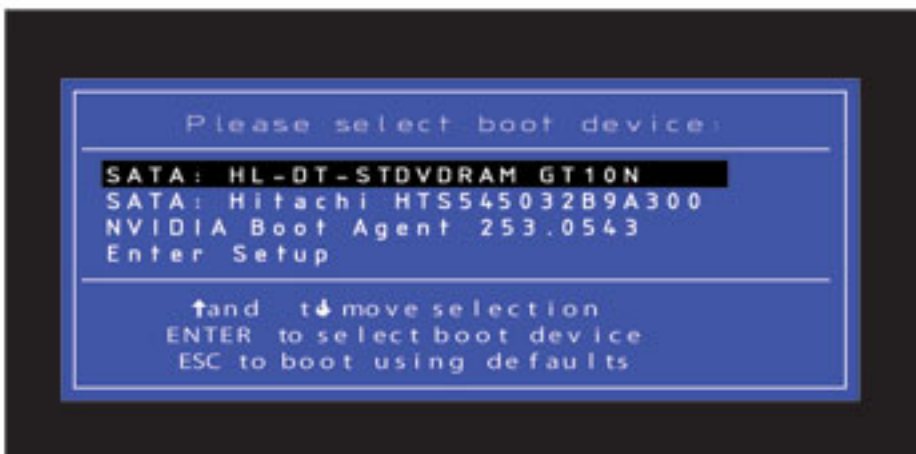 Please select boot device:
SATA: HL-DT-STDVDRAM GT10N
SATA: Hitachi HTS545032B9A300
NVIDIA Boot Agent 253.0543
Enter Setup
↑and t↓move selection
ENTER to select boot device
ESC to boot using defaults